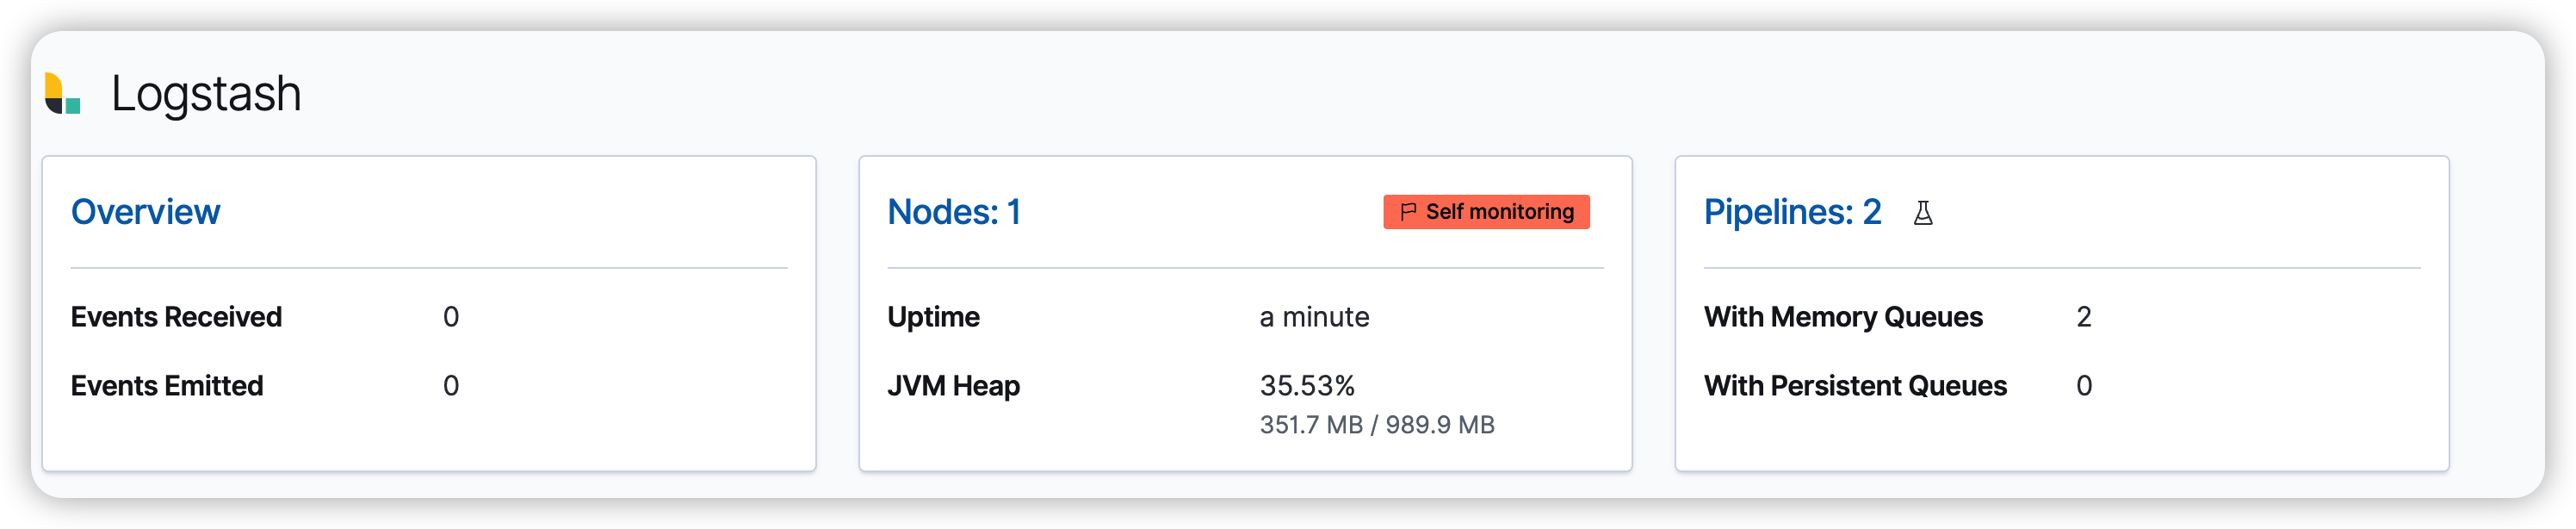 Logstash
Overview
Events Received 0
Events Emitted 0
Nodes: 1 Self monitoring
Uptime a minute
JVM Heap 35.53%
351.7 MB / 989.9 MB
Pipelines: 2
With Memory Queues 2
With Persistent Queues 0